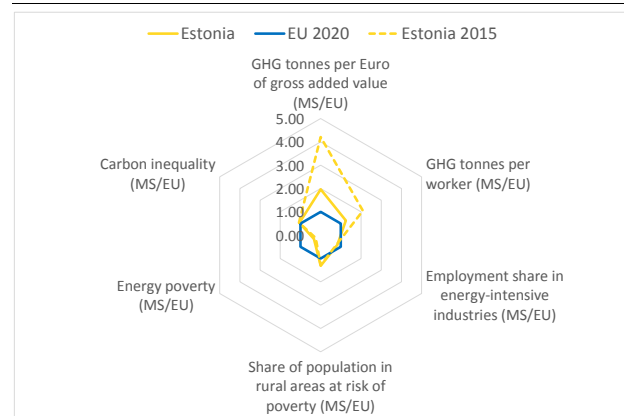 Estonia EU 2020 Estonia 2015
GHG tonnes per Euro
of gross added value
(MS/EU)
5.00
4.00
3.00
2.00
1.00
0.00
GHG tonnes per
worker (MS/EU)
Employment share in
energy-intensive
industries (MS/EU)
Share of population in
rural areas at risk of
poverty (MS/EU)
Energy poverty
(MS/EU)
Carbon inequality
(MS/EU)